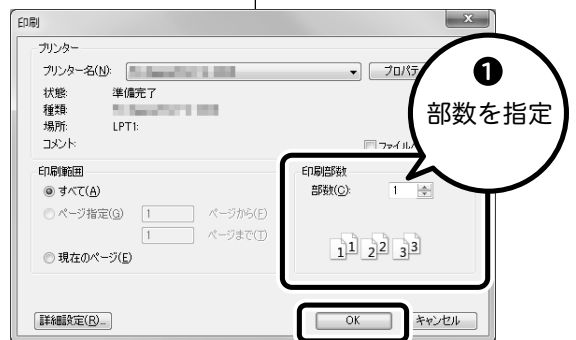 印刷
プリンター
プリンター名(N):
プロパテ
状態: 準備完了
種類:
場所: LPT1:
コメント:
ファイルへ
❶
部数を指定
印刷範囲
すべて(A)
ページ指定(G) 1 ページから(F)
1 ページまで(T)
現在のページ(E)
印刷部数
部数(C): 1
1 1 2 2 3 3
詳細設定(R)...
OK
キャンセル